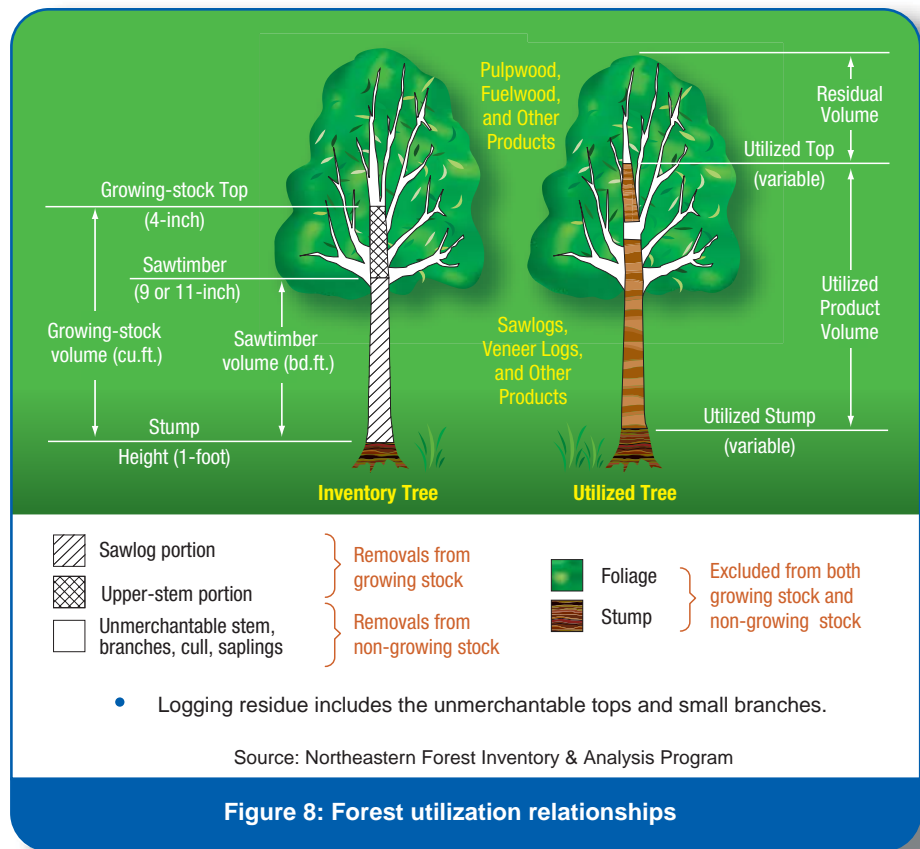 Pulpwood,
Fuelwood,
and Other
Products
Residual
Volume
Utilized Top
(variable)
Growing-stock Top
(4-inch)
Sawtimber
(9 or 11-inch)
Growing-stock
volume (cu.ft.)
Sawtimber
volume (bd.ft.)
Utilized
Product
Volume
Sawlogs,
Veneer Logs,
and Other
Products
Stump
Height (1-foot)
Utilized Stump
(variable)
Inventory Tree
Utilized Tree
Sawlog portion
Upper-stem portion
Removals from
growing stock
Unmerchantable stem,
branches, cull, saplings
Removals from
non-growing stock
Foliage
Stump
Excluded from both
growing stock and
non-growing stock
• Logging residue includes the unmerchantable tops and small branches.
Source: Northeastern Forest Inventory & Analysis Program
Figure 8: Forest utilization relationships